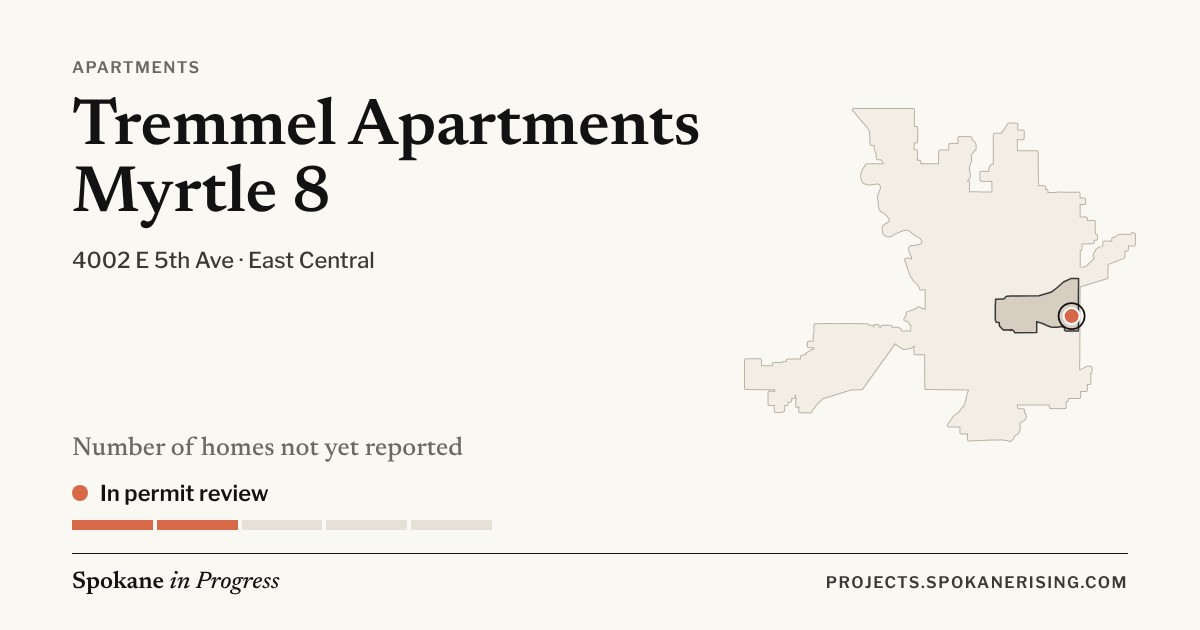 APARTMENTS
Tremmel Apartments
Myrtle 8
4002 E 5th Ave · East Central
Number of homes not yet reported
In permit review
Spokane in Progress
PROJECTS.SPOKANERISING.COM